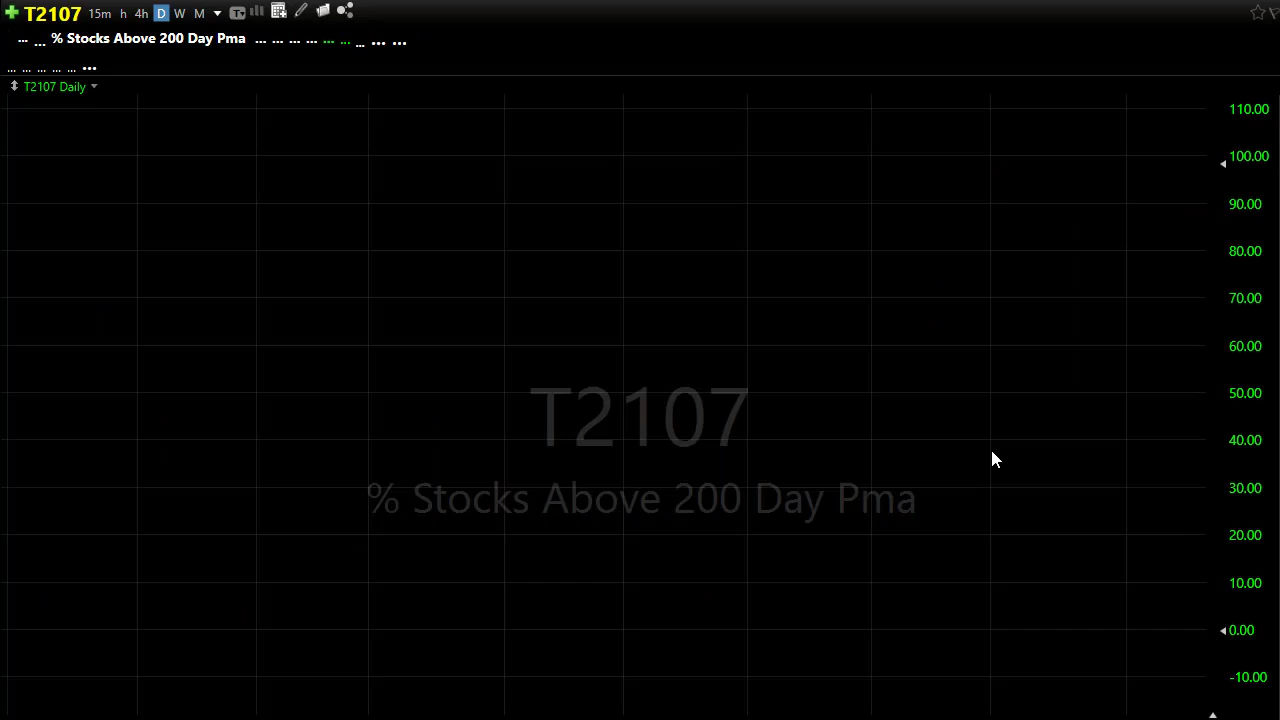 T2107 15m h 4h D W M T
... ... % Stocks Above 200 Day Pma ... ... ... ... ... ... ... ... ...
... ... ... ... ... ...
T2107 Daily
110.00
100.00
90.00
80.00
70.00
60.00
50.00
T2107
40.00
% Stocks Above 200 Day Pma
30.00
20.00
10.00
0.00
-10.00